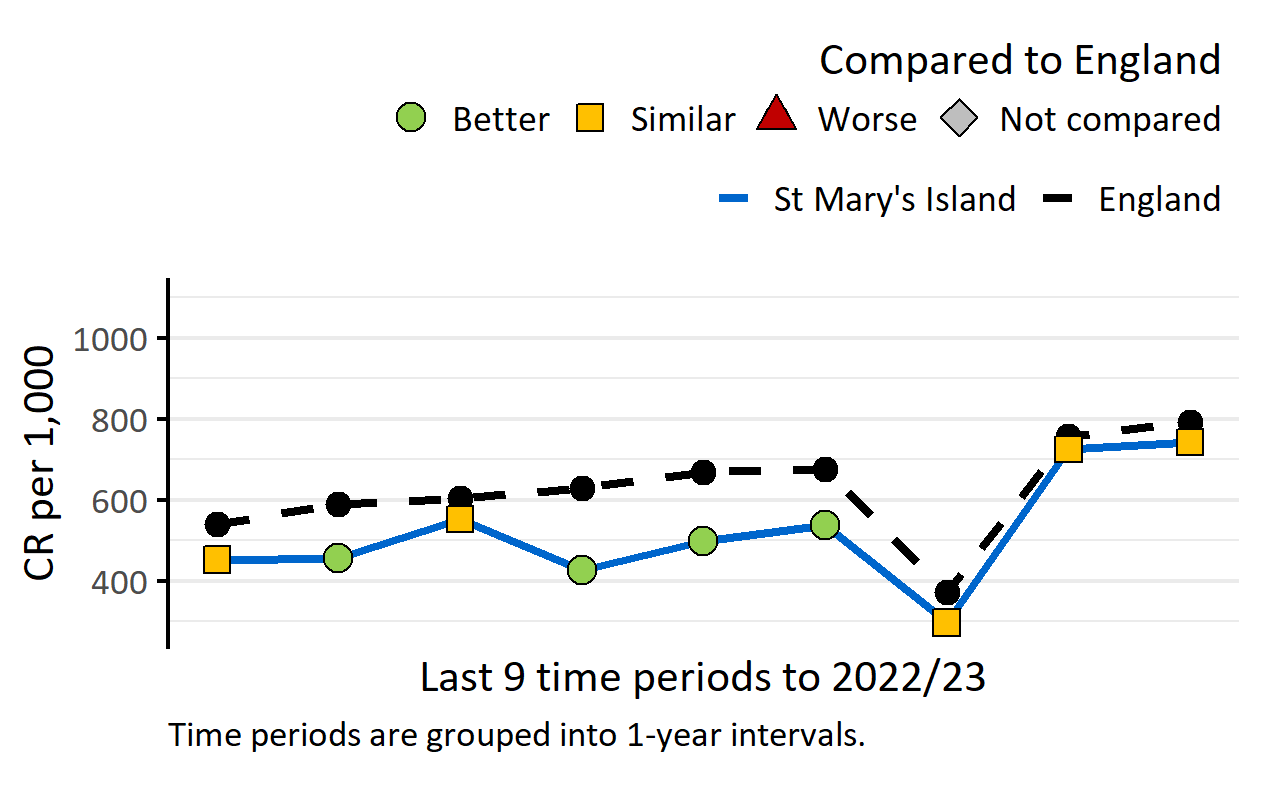 Compared to England
Better Similar Worse Not compared
St Mary's Island England
CR per 1,000
1000
800
600
400
Last 9 time periods to 2022/23
Time periods are grouped into 1-year intervals.